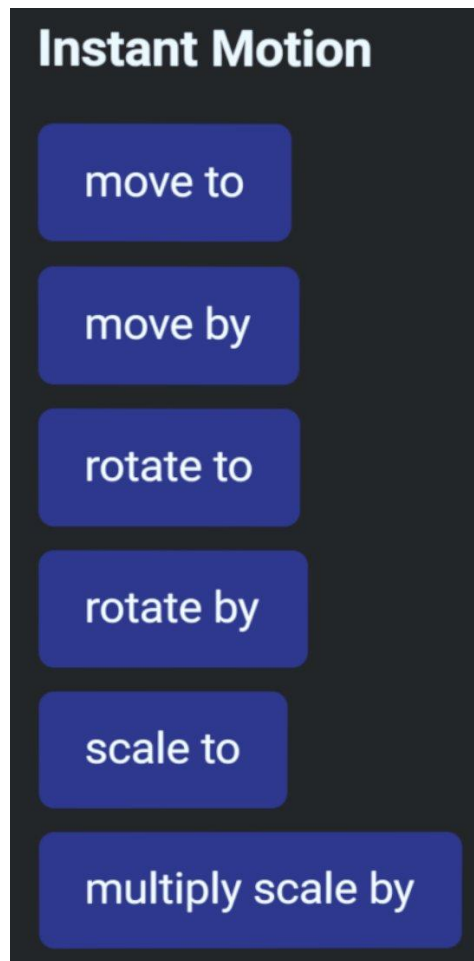 Instant Motion
move to
move by
rotate to
rotate by
scale to
multiply scale by